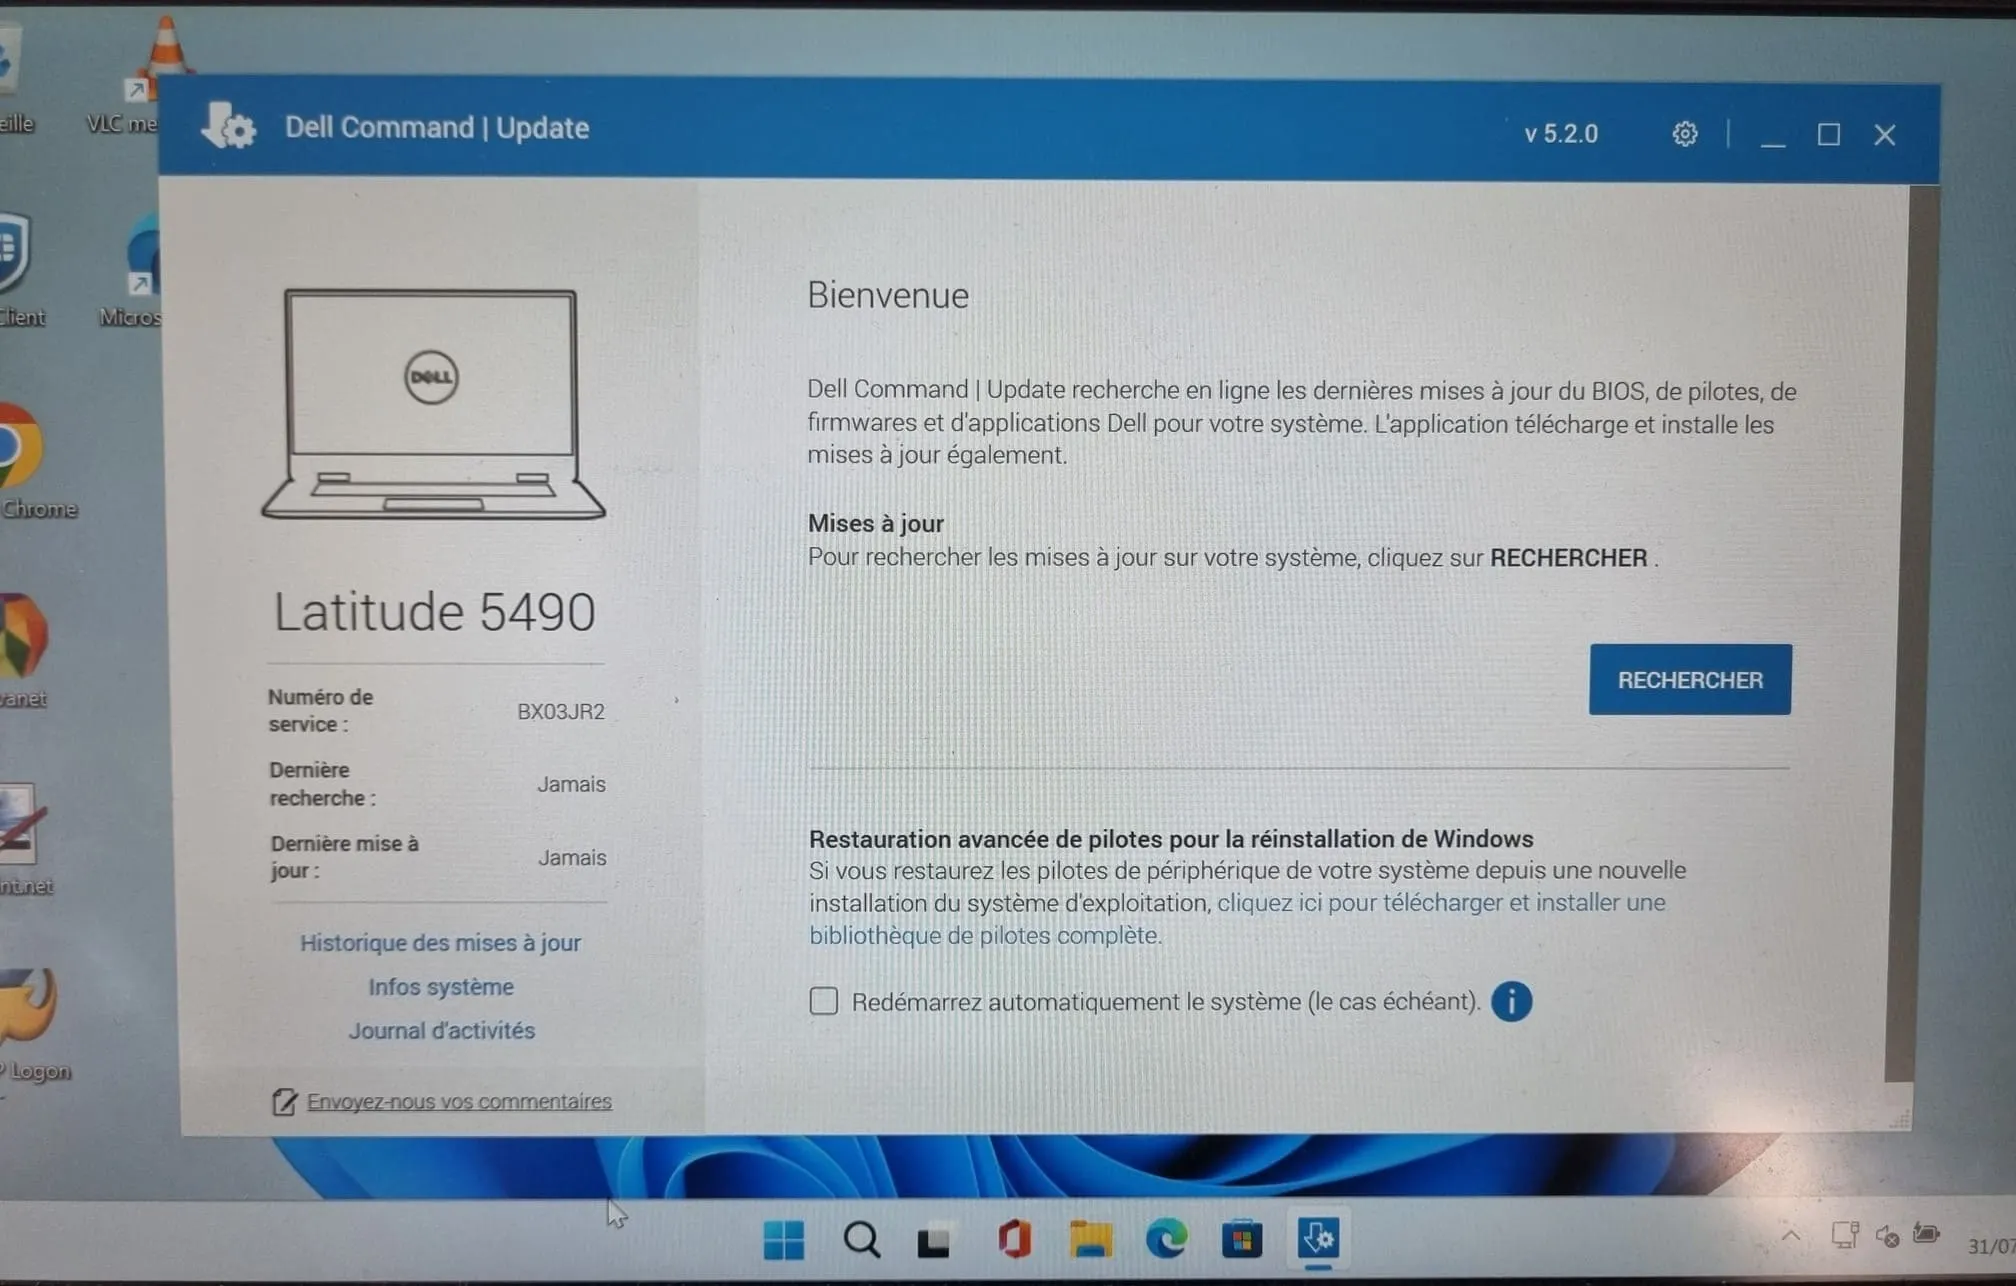 VLC me
Dell Command | Update
v 5.2.0
eille
Client
Micros
Chrome
vanet
nt.net
Logon
DELL
Latitude 5490
Numéro de
service :
BX03JR2
Dernière
recherche :
Jamais
Dernière mise à
jour :
Jamais
Historique des mises à jour
Infos système
Journal d'activités
Envoyez-nous vos commentaires
Bienvenue
Dell Command | Update recherche en ligne les dernières mises à jour du BIOS, de pilotes, de
firmwares et d'applications Dell pour votre système. L'application télécharge et installe les
mises à jour également.
Mises à jour
Pour rechercher les mises à jour sur votre système, cliquez sur RECHERCHER .
RECHERCHER
Restauration avancée de pilotes pour la réinstallation de Windows
Si vous restaurez les pilotes de périphérique de votre système depuis une nouvelle
installation du système d'exploitation, cliquez ici pour télécharger et installer une
bibliothèque de pilotes complète.
Redémarrez automatiquement le système (le cas échéant).
31/07